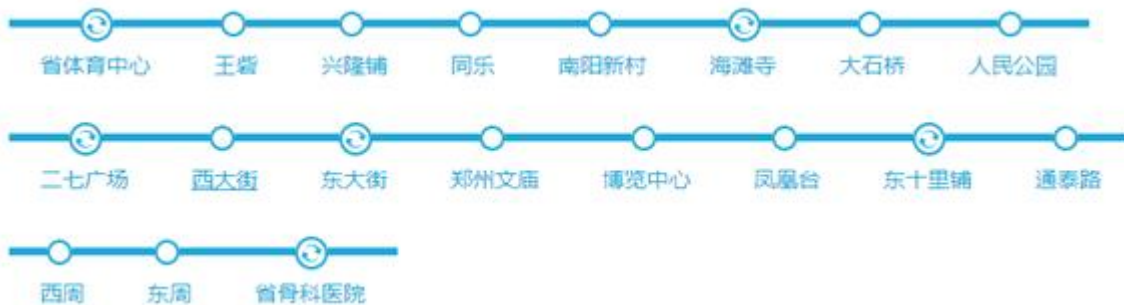 省体育中心 王砦 兴隆铺 同乐 南阳新村 海滩寺 大石桥 人民公园
二七广场 西大街 东大街 郑州文庙 博览中心 凤凰台 东十里铺 通泰路
西周 东周 省骨科医院